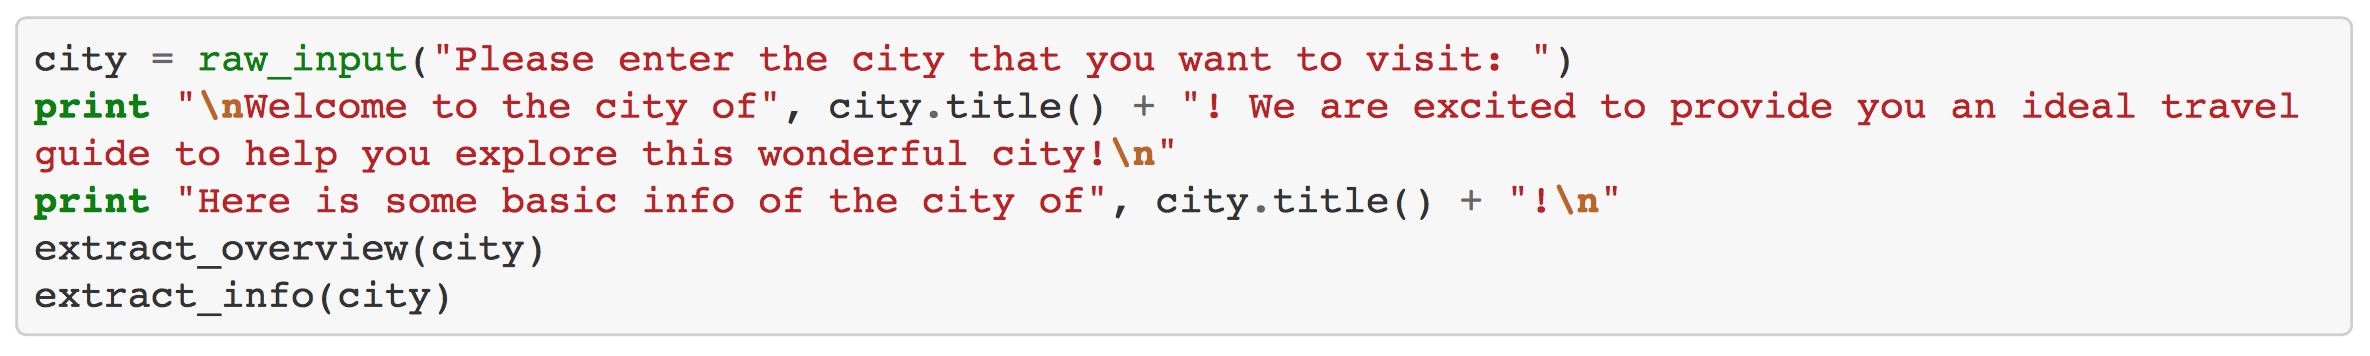 city = raw_input("Please enter the city that you want to visit: ")
print "\nWelcome to the city of", city.title() + "! We are excited to provide you an ideal travel
guide to help you explore this wonderful city!\n"
print "Here is some basic info of the city of", city.title() + "!\n"
extract_overview(city)
extract_info(city)